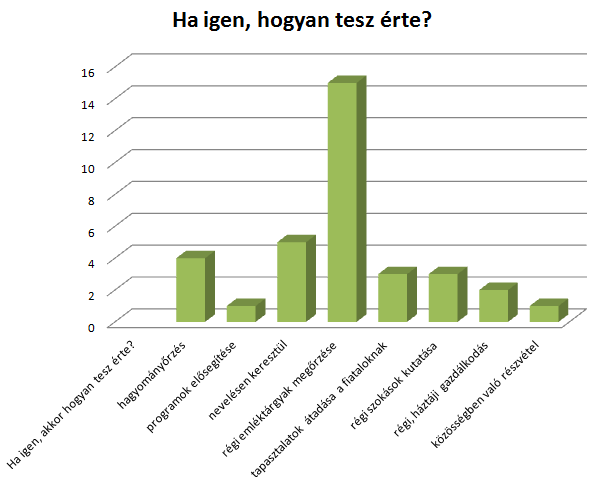 Ha igen, hogyan tesz érte?
16
14
12
10
8
6
4
2
0
Ha igen, akkor hogyan tesz érte?
hagyományőrzés
programok elősegítése
nevelésen keresztül
régi emléktárgyak megőrzése
tapasztalatok átadása a fiataloknak
régi szokások kutatása
régi, háztáji gazdálkodás
közösségben való részvétel